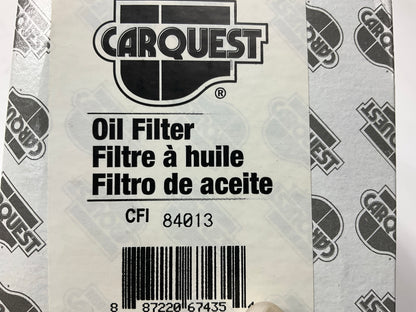 CARQUEST
®
Oil Filter
Filtre à huile
Filtro de aceite
CFI 84013
8 87220 67435